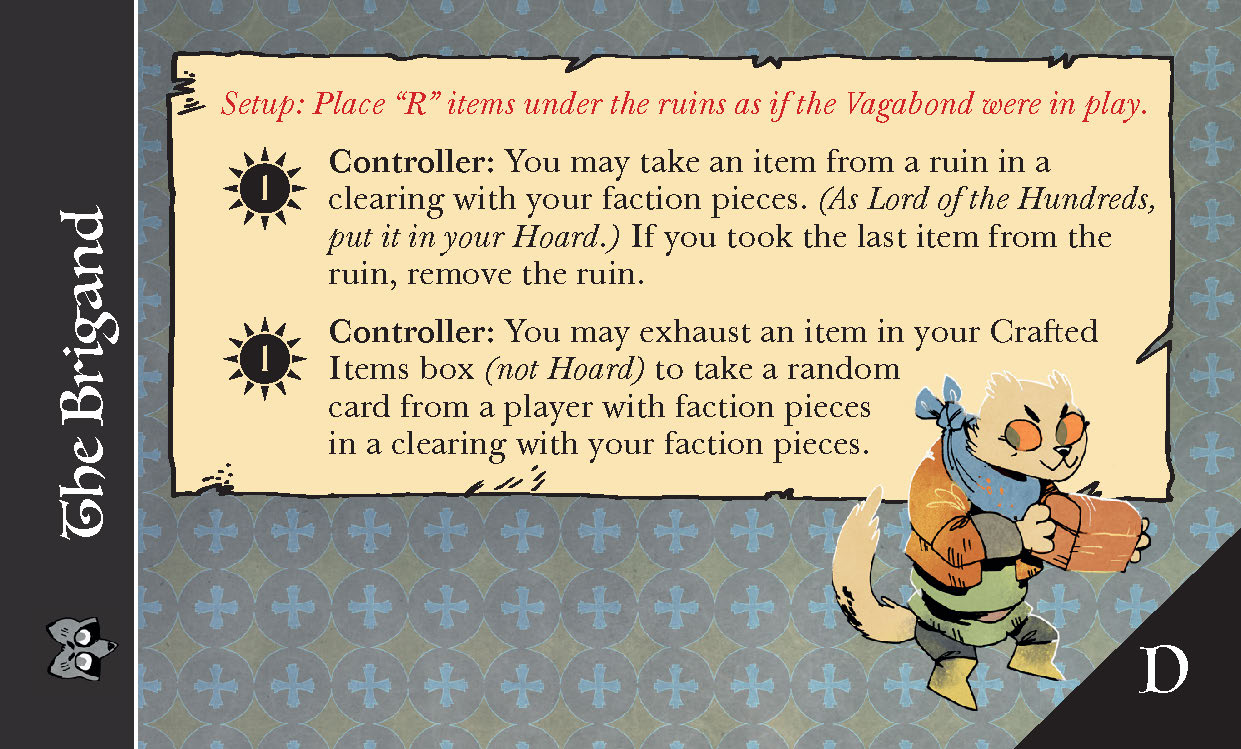 The Brigand
Setup: Place “R” items under the ruins as if the Vagabond were in play.
1
Controller: You may take an item from a ruin in a
clearing with your faction pieces. (As Lord of the Hundreds,
put it in your Hoard.) If you took the last item from the
ruin, remove the ruin.
1
Controller: You may exhaust an item in your Crafted
Items box (not Hoard) to take a random
card from a player with faction pieces
in a clearing with your faction pieces.
D